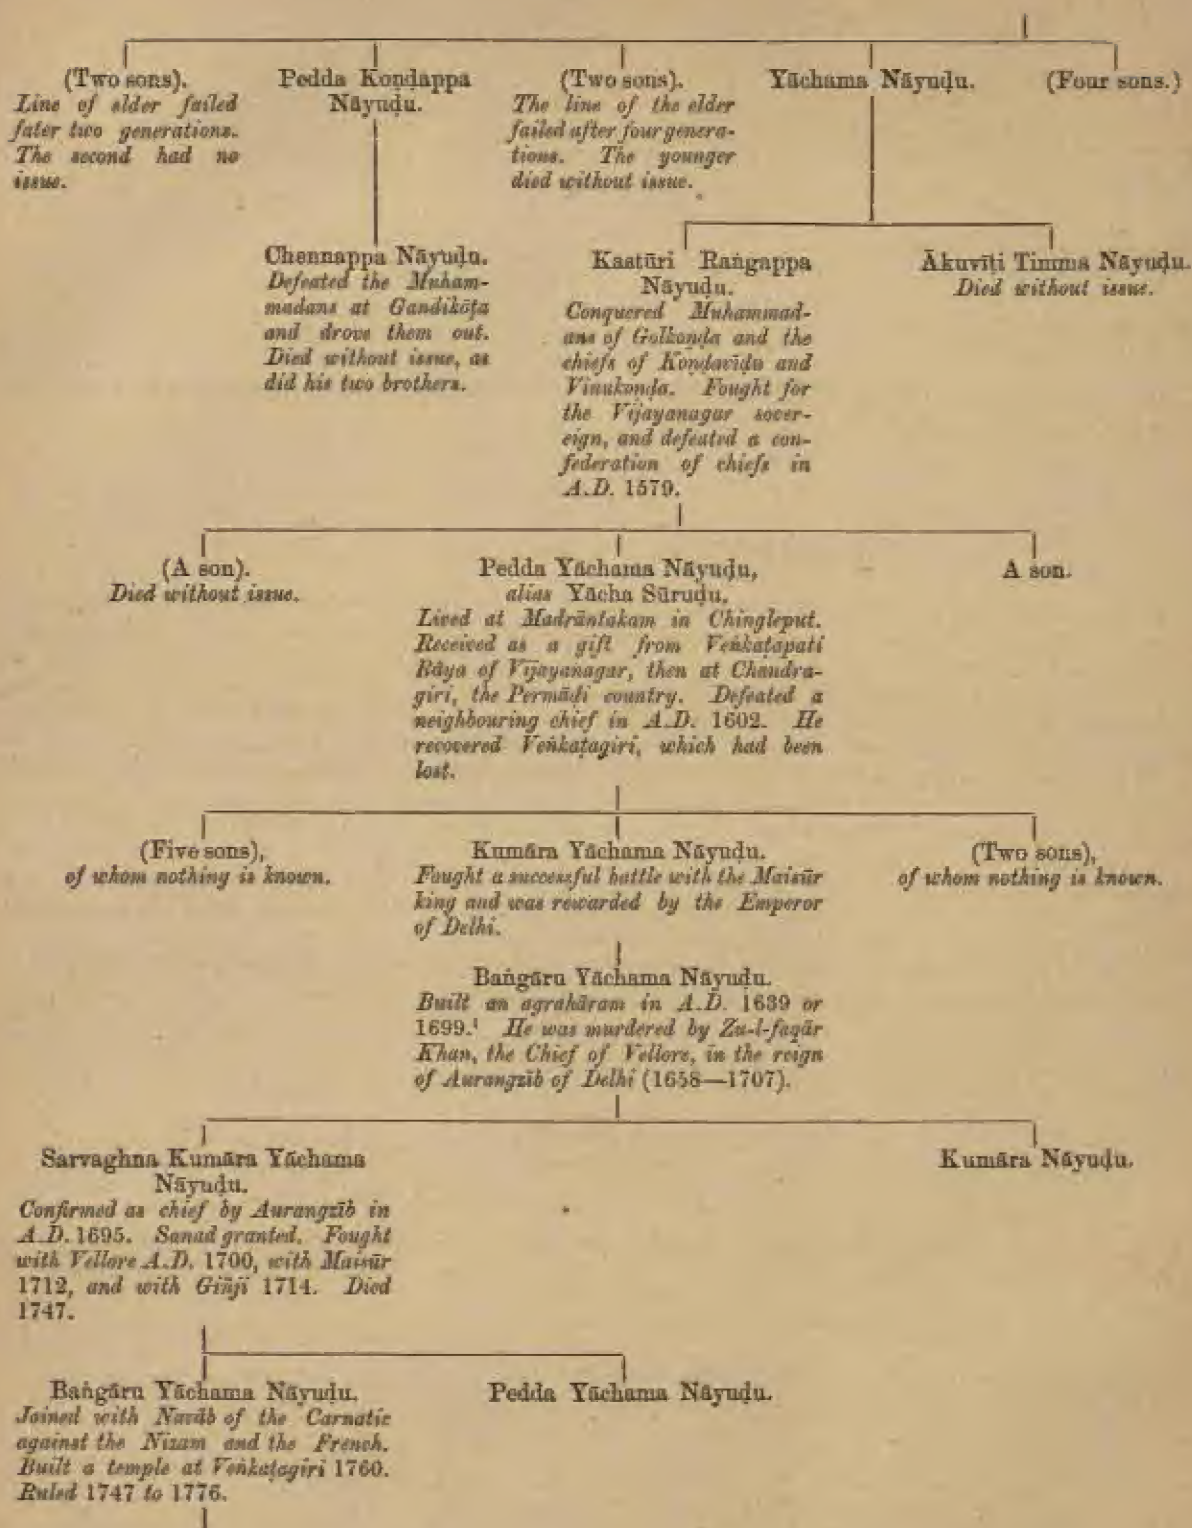 (Two sons).
Line of elder failed
fater two generations.
The second had no
issue.
Pedda Koṇḍappa
Nāyuḍu.
(Two sons).
The line of the elder
failed after four genera-
tions. The younger
died without issue.
Yāchama Nāyuḍu.
(Four sons.)
Chennappa Nāyuḍu.
Defeated the Muham-
madans at Gandikōṭa
and drove them out.
Died without issue, as
did his two brothers.
Kastūri Raṅgappa
Nāyuḍu.
Conquered Muhammad-
ans of Golkonḍa and the
chiefs of Koṇḍavīḍu and
Vinukonḍa. Fought for
the Vijayanagar sover-
eign, and defeated a con-
federation of chiefs in
A.D. 1579.
Ākuvīṭi Timma Nāyuḍu.
Died without issue.
(A son).
Died without issue.
Pedda Yāchama Nāyuḍu,
alias Yācha Sūruḍu.
Lived at Madrāntakam in Chingleput.
Received as a gift from Veṅkaṭapati
Rāya of Vijayanagar, then at Chandra-
giri, the Permāḍi country. Defeated a
neighbouring chief in A.D. 1602. He
recovered Veṅkaṭagiri, which had been
lost.
A son.
(Five sons),
of whom nothing is known.
Kumāra Yāchama Nāyuḍu.
Fought a successful battle with the Maisūr
king and was rewarded by the Emperor
of Delhi.
(Two sons),
of whom nothing is known.
Baṅgāru Yāchama Nāyuḍu.
Built an agrahāram in A.D. 1639 or
1699.¹ He was murdered by Zu-l-faqār
Khan, the Chief of Vellore, in the reign
of Aurangzīb of Delhi (1658—1707).
Sarvaghna Kumāra Yāchama
Nāyuḍu.
Confirmed as chief by Aurangzīb in
A.D. 1695. Sanad granted. Fought
with Vellore A.D. 1700, with Maisūr
1712, and with Giñji 1714. Died
1747.
Kumāra Nāyuḍu.
Baṅgāru Yāchama Nāyuḍu.
Joined with Navāb of the Carnatic
against the Nizam and the French.
Built a temple at Veṅkaṭagiri 1760.
Ruled 1747 to 1776.
Pedda Yāchama Nāyuḍu.